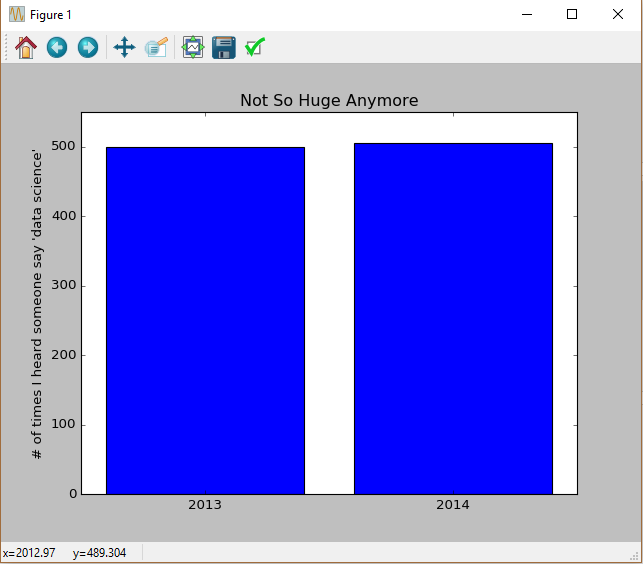 Figure 1
Not So Huge Anymore
# of times I heard someone say 'data science'
500
400
300
200
100
0
2013 2014
x=2012.97 y=489.304